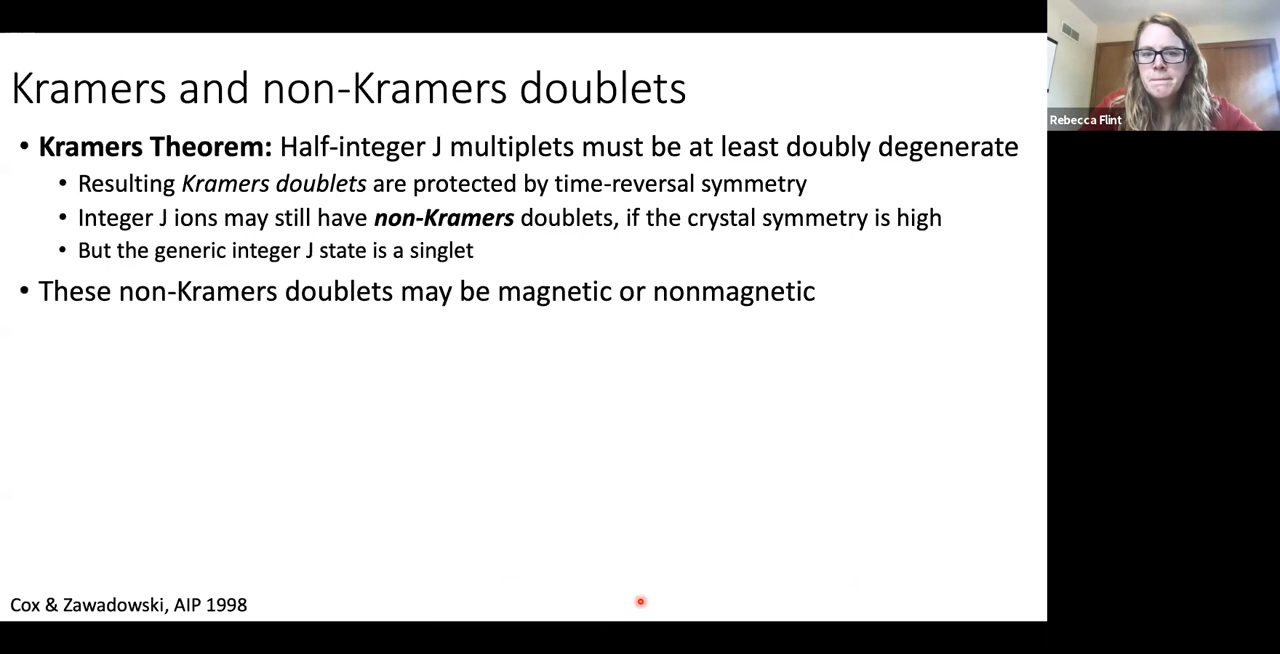 Kramers and non-Kramers doublets
• Kramers Theorem: Half-integer J multiplets must be at least doubly degenerate
• Resulting Kramers doublets are protected by time-reversal symmetry
• Integer J ions may still have non-Kramers doublets, if the crystal symmetry is high
• But the generic integer J state is a singlet
• These non-Kramers doublets may be magnetic or nonmagnetic
Cox & Zawadowski, AIP 1998
Rebecca Flint